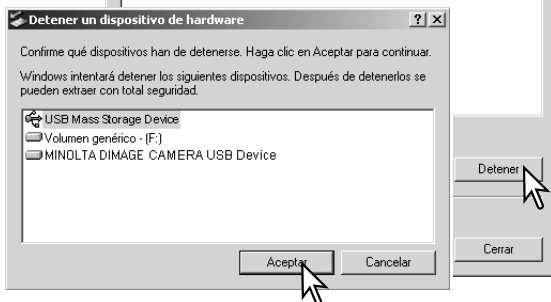 Detener un dispositivo de hardware
Confirme qué dispositivos han de detenerse. Haga clic en Aceptar para continuar.
Windows intentará detener los siguientes dispositivos. Después de detenerlos se
pueden extraer con total seguridad.
USB Mass Storage Device
Volumen genérico - (F:)
MINOLTA DIMAGE CAMERA USB Device
Detener
Aceptar
Cancelar
Cerrar